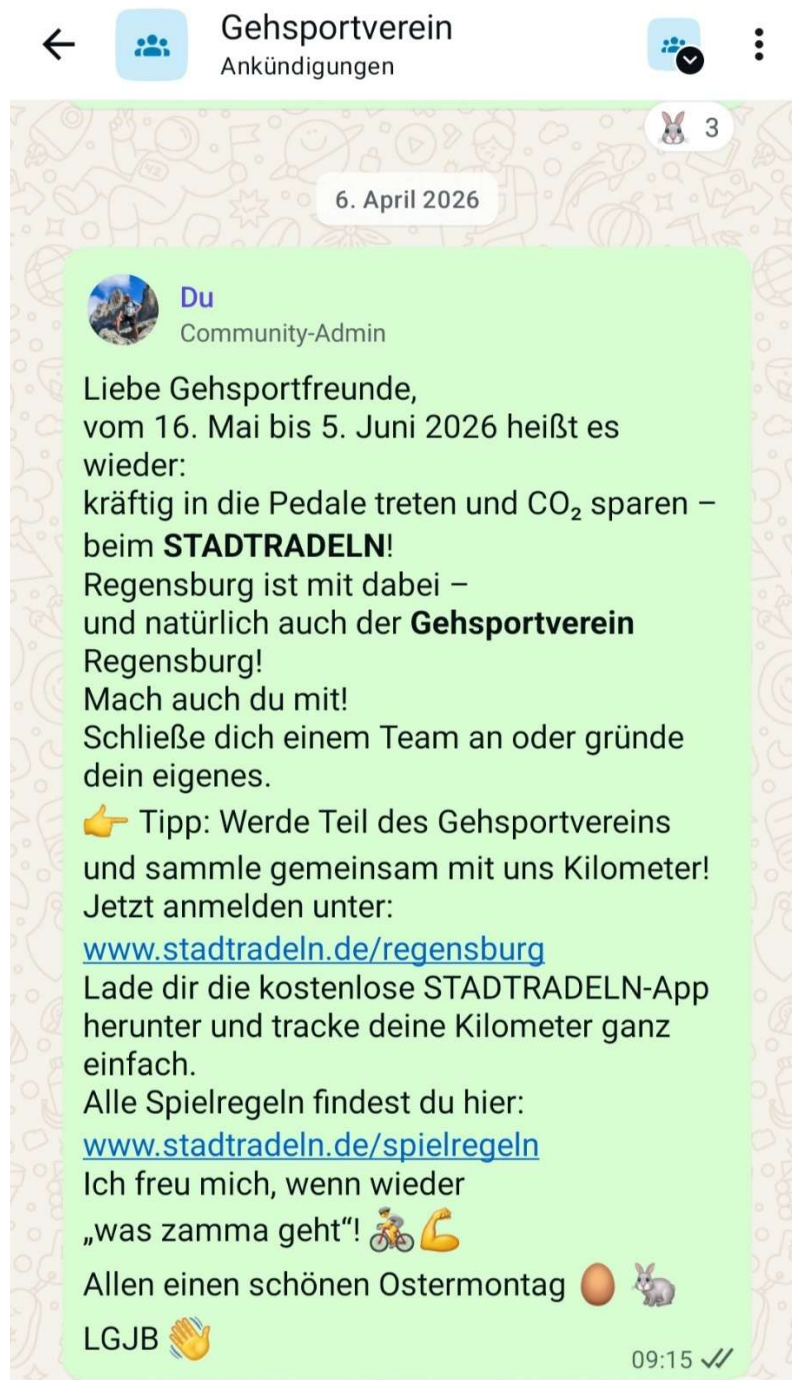 Gehsportverein
Ankündigungen
3
6. April 2026
Du
Community-Admin
Liebe Gehsportfreunde,
vom 16. Mai bis 5. Juni 2026 heißt es
wieder:
kräftig in die Pedale treten und CO₂ sparen –
beim STADTRADELN!
Regensburg ist mit dabei –
und natürlich auch der Gehsportverein
Regensburg!
Mach auch du mit!
Schließe dich einem Team an oder gründe
dein eigenes.
👉 Tipp: Werde Teil des Gehsportvereins
und sammle gemeinsam mit uns Kilometer!
Jetzt anmelden unter:
www.stadtradeln.de/regensburg
Lade dir die kostenlose STADTRADELN-App
herunter und tracke deine Kilometer ganz
einfach.
Alle Spielregeln findest du hier:
www.stadtradeln.de/spielregeln
Ich freu mich, wenn wieder
„was zamma geht“! 🚴💪
Allen einen schönen Ostermontag 🥚 🐇
LGJB 👋
09:15